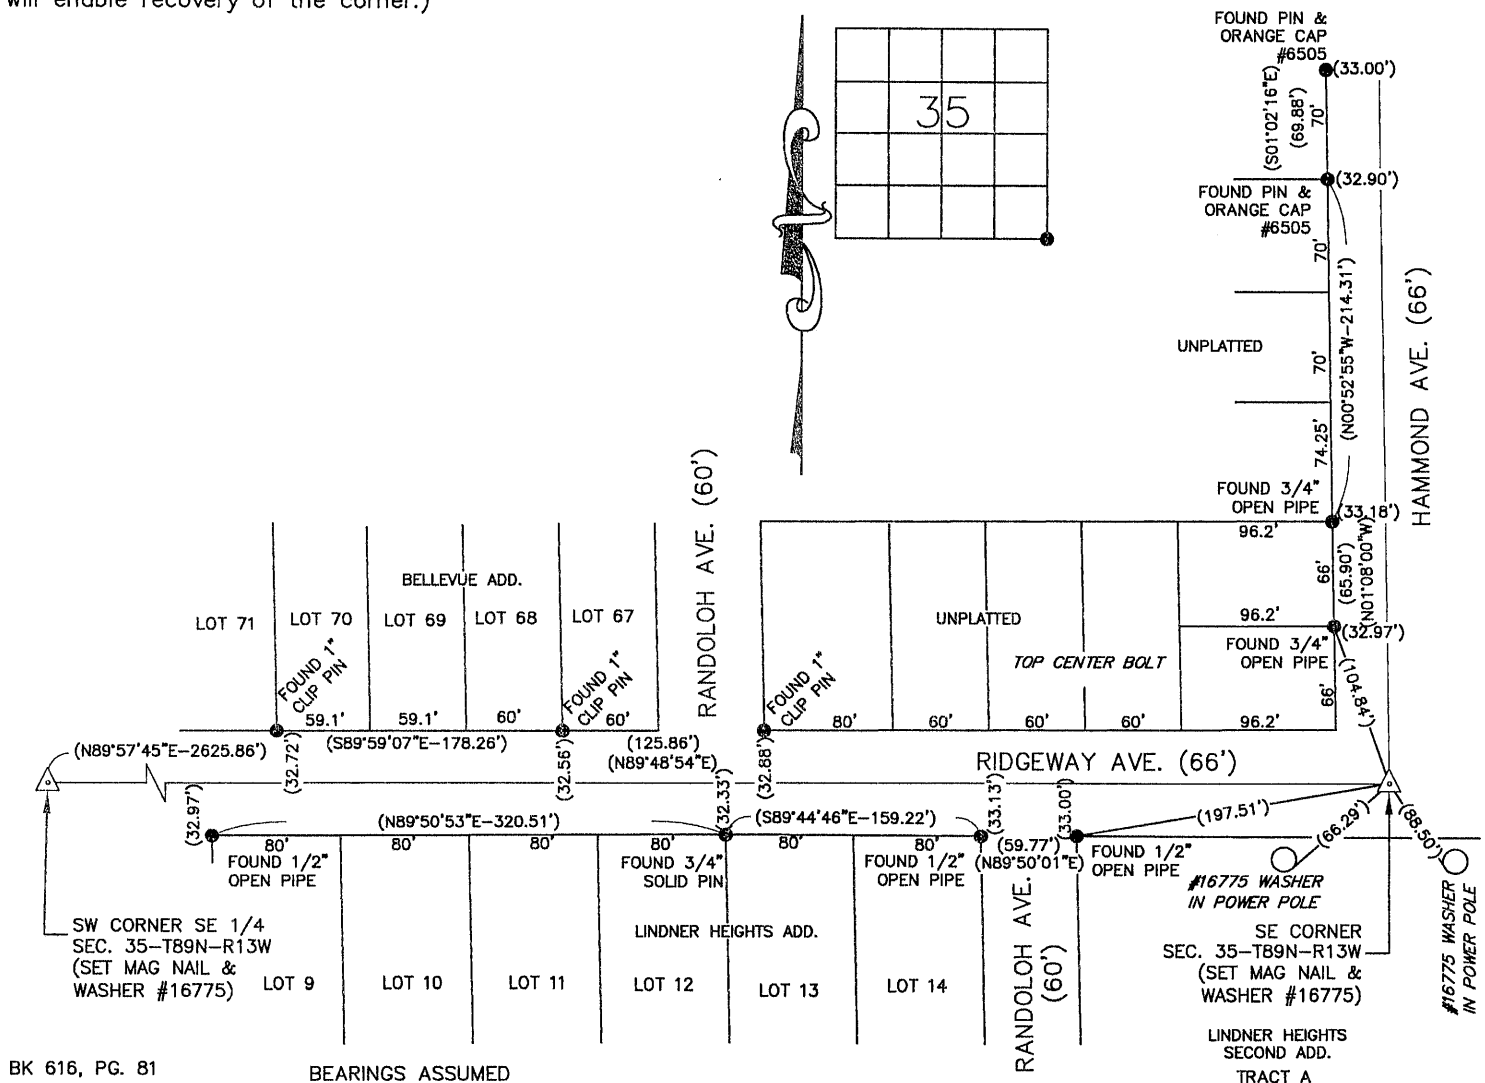 will enable recovery of the corner.)
FOUND PIN &
ORANGE CAP
#6505
(33.00')
35
(S01°02'16"E)
(69.88')
70'
(32.90')
FOUND PIN &
ORANGE CAP
#6505
70'
(N00°52'55"W-214.31')
UNPLATTED
70'
HAMMOND AVE. (66')
74.25'
FOUND 3/4"
OPEN PIPE
(33.18')
96.2'
66'
(65.90')
(N01°08'00"W)
96.2'
(32.97')
FOUND 3/4"
OPEN PIPE
(104.84')
66'
RANDOLOH AVE. (60')
BELLEVUE ADD.
LOT 71
LOT 70
LOT 69
LOT 68
LOT 67
UNPLATTED
TOP CENTER BOLT
FOUND 1"
CLIP PIN
FOUND 1"
CLIP PIN
FOUND 1"
CLIP PIN
59.1'
59.1'
60'
60'
80'
60'
60'
60'
96.2'
(N89°57'45"E-2625.86')
(32.72')
(S89°59'07"E-178.26')
(32.56')
(125.86')
(N89°48'54"E)
(32.88')
RIDGEWAY AVE. (66')
(32.97')
(N89°50'53"E-320.51')
(32.33')
(S89°44'46"E-159.22')
(33.13')
(33.00')
(197.51')
(66.29')
(88.50')
80'
80'
80'
80'
80'
80'
(59.77')
(N89°50'01"E)
FOUND 1/2"
OPEN PIPE
FOUND 3/4"
SOLID PIN
FOUND 1/2"
OPEN PIPE
FOUND 1/2"
OPEN PIPE
#16775 WASHER
IN POWER POLE
#16775 WASHER
IN POWER POLE
SW CORNER SE 1/4
SEC. 35-T89N-R13W
(SET MAG NAIL &
WASHER #16775)
LINDNER HEIGHTS ADD.
LOT 9
LOT 10
LOT 11
LOT 12
LOT 13
LOT 14
RANDOLOH AVE.
(60')
SE CORNER
SEC. 35-T89N-R13W
(SET MAG NAIL &
WASHER #16775)
LINDNER HEIGHTS
SECOND ADD.
TRACT A
BK 616, PG. 81
BEARINGS ASSUMED